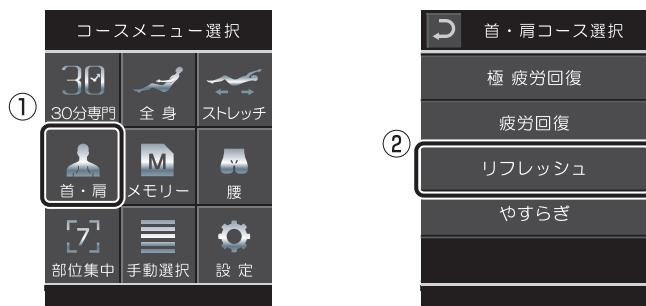 コースメニュー選択
30
30分専門
全 身
ストレッチ
①
首・肩
M
メモリー
腰
7
部位集中
手動選択
設 定
首・肩コース選択
極 疲労回復
疲労回復
②
リフレッシュ
やすらぎ